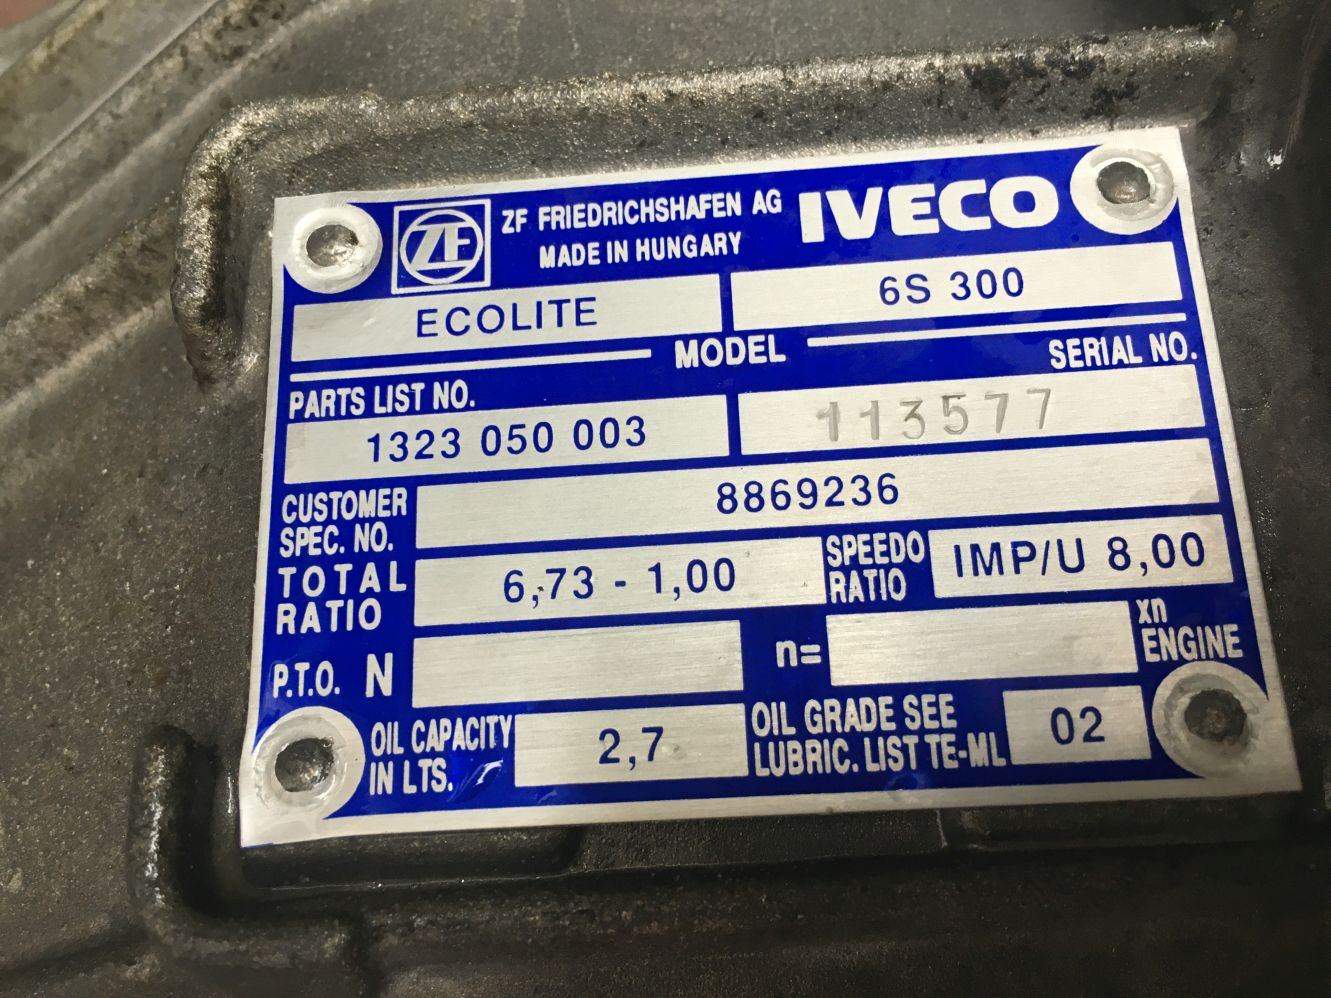 ZF ZF FRIEDRICHSHAFEN AG IVECO
MADE IN HUNGARY
ECOLITE 6S 300
MODEL
PARTS LIST NO. SERIAL NO.
1323 050 003 113577
CUSTOMER SPEC. NO. 8869236
TOTAL RATIO 6,73 - 1,00 SPEEDO RATIO IMP/U 8,00
P.T.O. N n= xn ENGINE
OIL CAPACITY IN LTS. 2,7 OIL GRADE SEE LUBRIC. LIST TE-ML 02